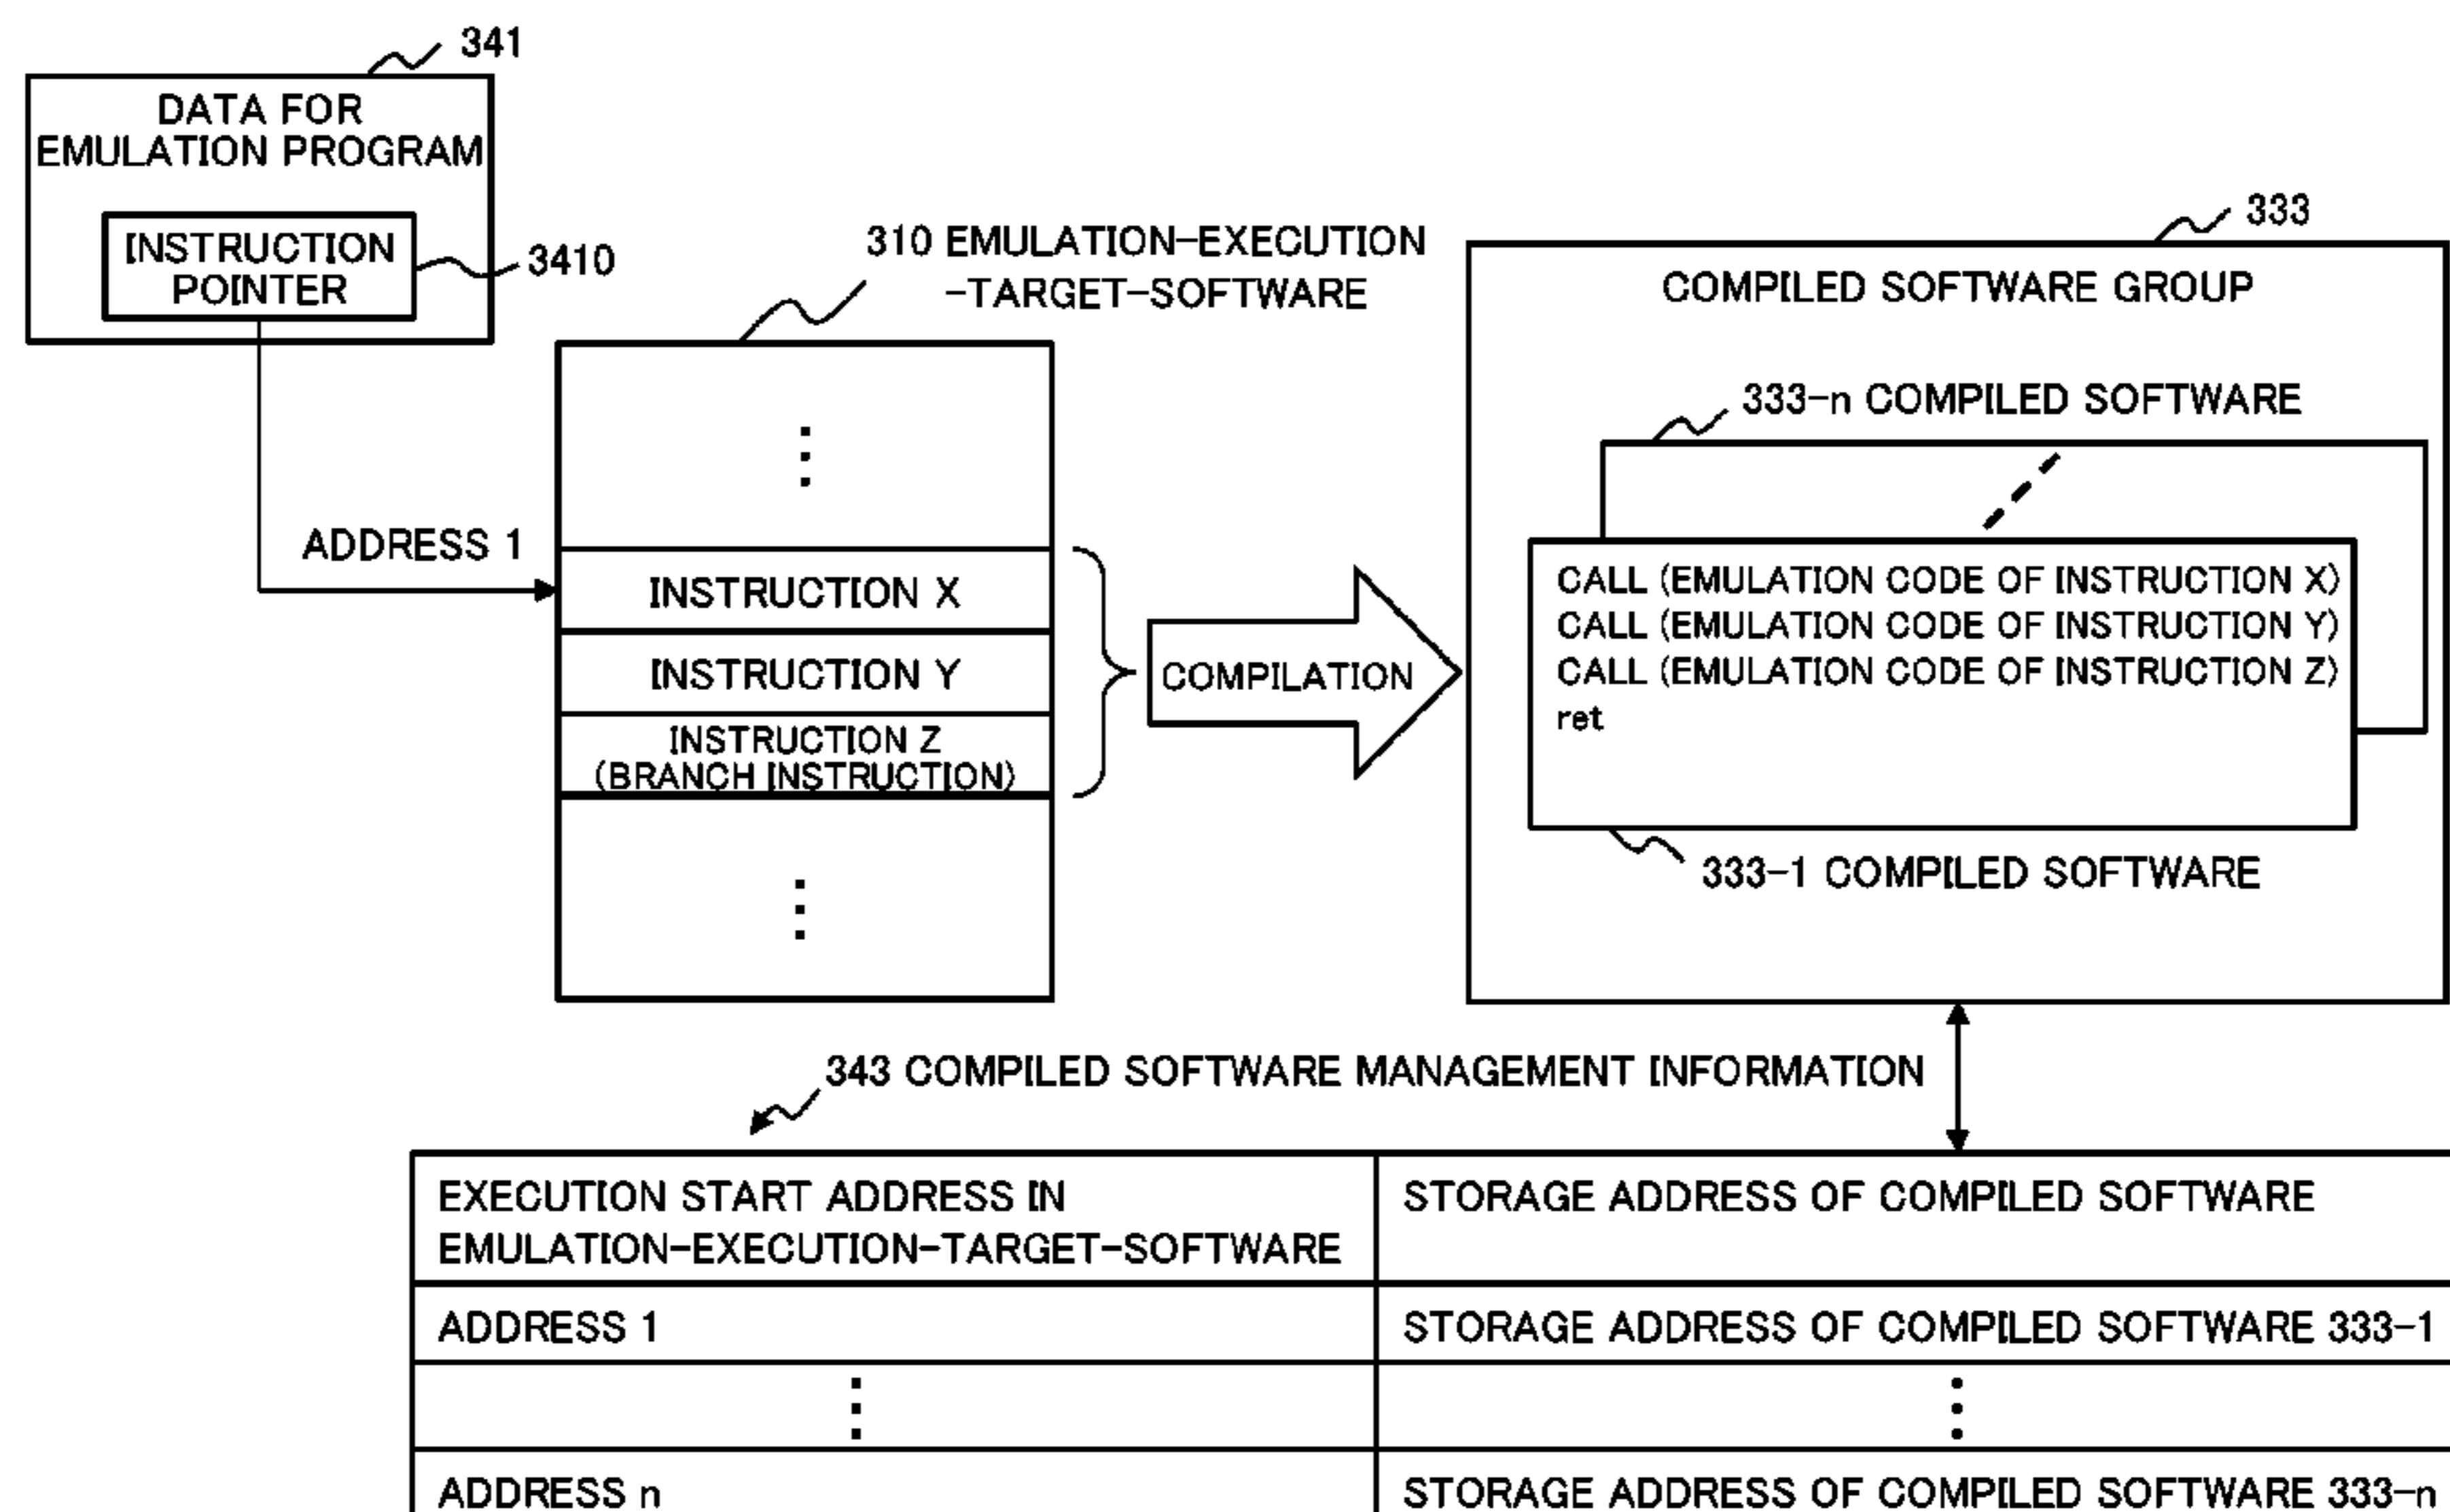 341
DATA FOR
EMULATION PROGRAM
INSTRUCTION
POINTER
3410
310 EMULATION-EXECUTION
-TARGET-SOFTWARE
ADDRESS 1
INSTRUCTION X
INSTRUCTION Y
INSTRUCTION Z
(BRANCH INSTRUCTION)
COMPILATION
333
COMPILED SOFTWARE GROUP
333-n COMPILED SOFTWARE
CALL (EMULATION CODE OF INSTRUCTION X)
CALL (EMULATION CODE OF INSTRUCTION Y)
CALL (EMULATION CODE OF INSTRUCTION Z)
ret
333-1 COMPILED SOFTWARE
343 COMPILED SOFTWARE MANAGEMENT INFORMATION
EXECUTION START ADDRESS IN
EMULATION-EXECUTION-TARGET-SOFTWARE
STORAGE ADDRESS OF COMPILED SOFTWARE
ADDRESS 1
STORAGE ADDRESS OF COMPILED SOFTWARE 333-1
ADDRESS n
STORAGE ADDRESS OF COMPILED SOFTWARE 333-n